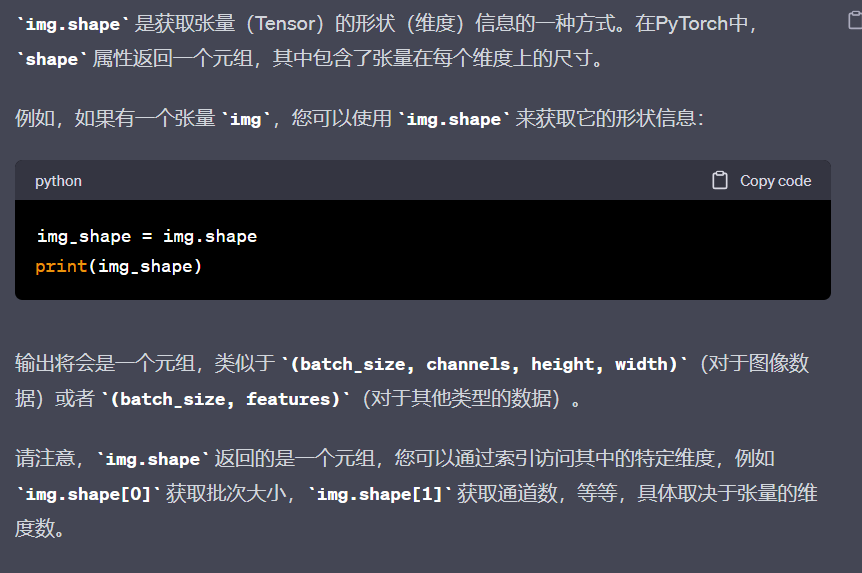 `img.shape` 是获取张量（Tensor）的形状（维度）信息的一种方式。在PyTorch中，
`shape` 属性返回一个元组，其中包含了张量在每个维度上的尺寸。
例如，如果有一个张量 `img`，您可以使用 `img.shape` 来获取它的形状信息：
python Copy code
img_shape = img.shape
print(img_shape)
输出将会是一个元组，类似于 `(batch_size, channels, height, width)`（对于图像数
据）或者 `(batch_size, features)`（对于其他类型的数据）。
请注意，`img.shape` 返回的是一个元组，您可以通过索引访问其中的特定维度，例如
`img.shape[0]` 获取批次大小，`img.shape[1]` 获取通道数，等等，具体取决于张量的维
度数。